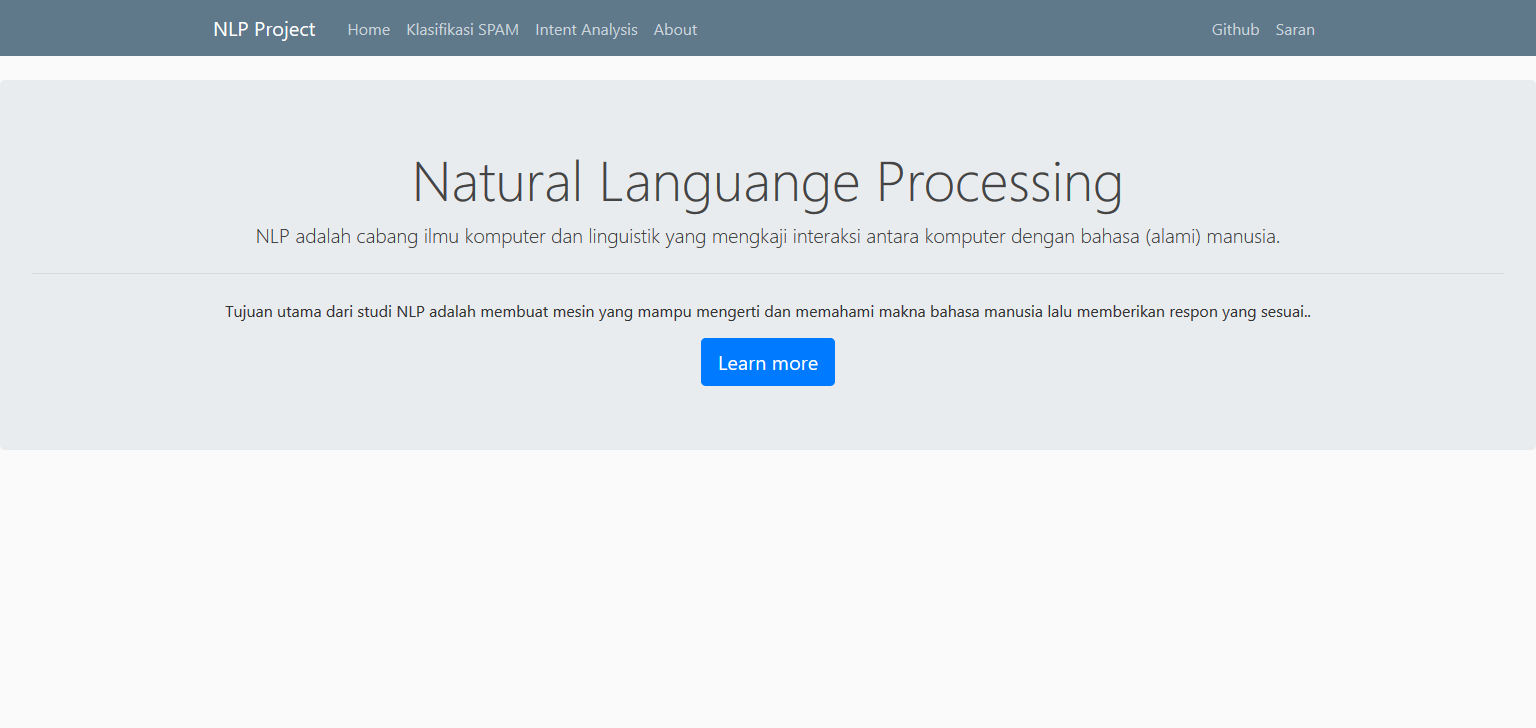 NLP Project Home Klasifikasi SPAM Intent Analysis About Github Saran
Natural Languange Processing
NLP adalah cabang ilmu komputer dan linguistik yang mengkaji interaksi antara komputer dengan bahasa (alami) manusia.
Tujuan utama dari studi NLP adalah membuat mesin yang mampu mengerti dan memahami makna bahasa manusia lalu memberikan respon yang sesuai..
Learn more